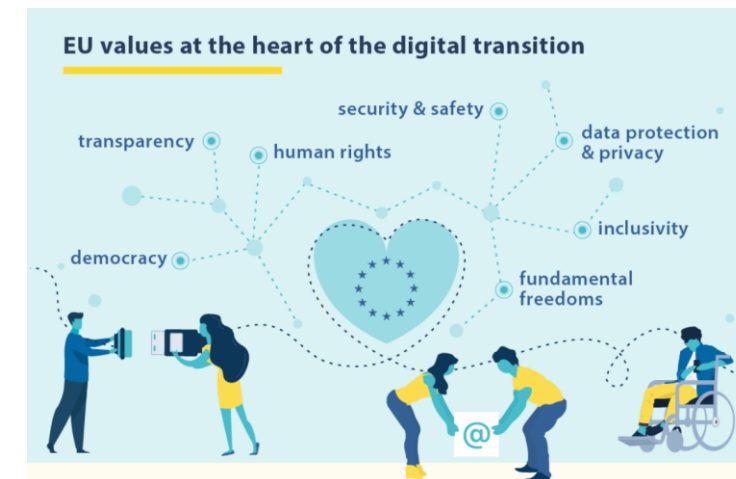 EU values at the heart of the digital transition
security & safety
transparency
human rights
data protection
& privacy
inclusivity
democracy
fundamental
freedoms
@